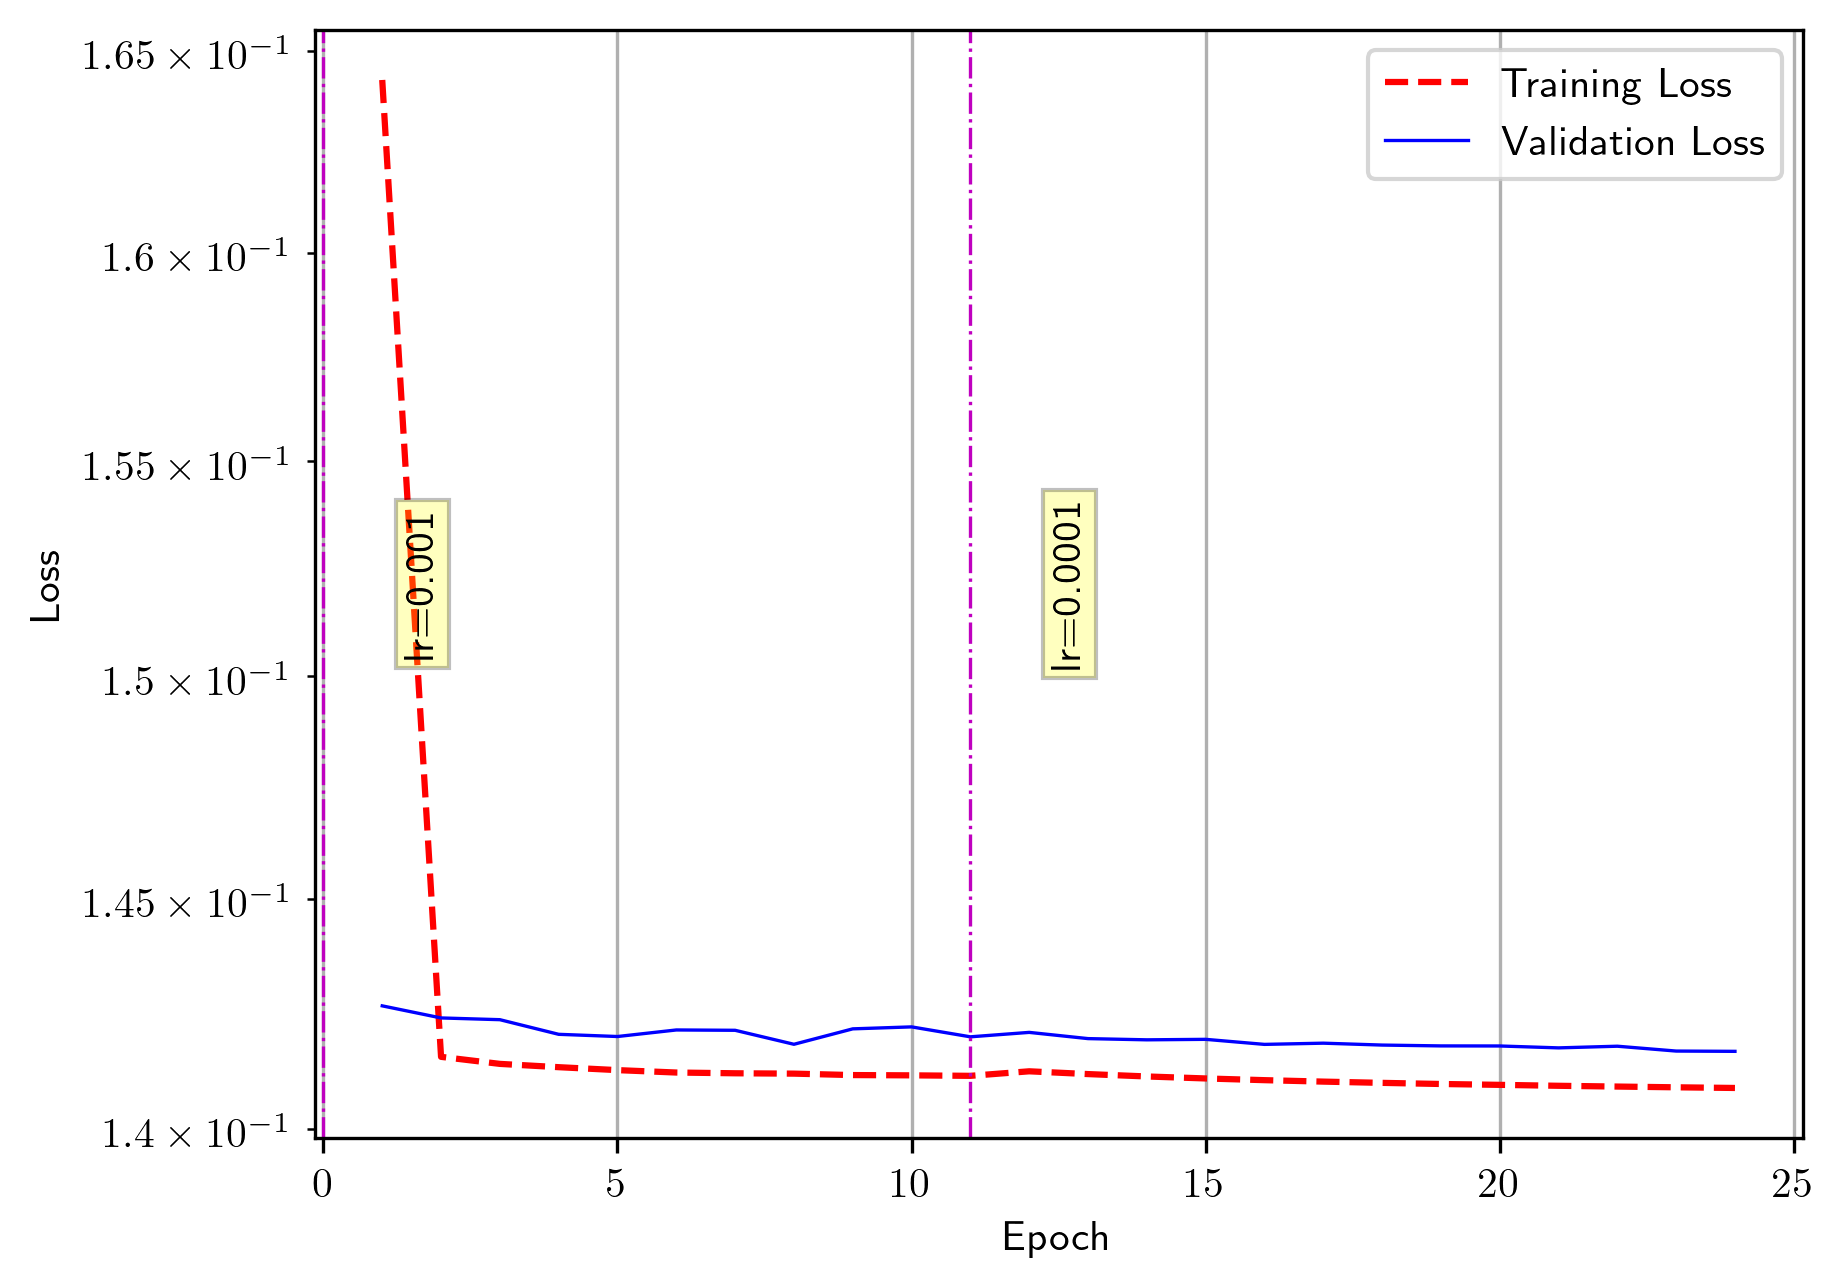 1.65 × 10⁻¹
1.6 × 10⁻¹
1.55 × 10⁻¹
1.5 × 10⁻¹
1.45 × 10⁻¹
1.4 × 10⁻¹
Loss
Training Loss
Validation Loss
lr=0.001
lr=0.0001
0 5 10 15 20 25
Epoch